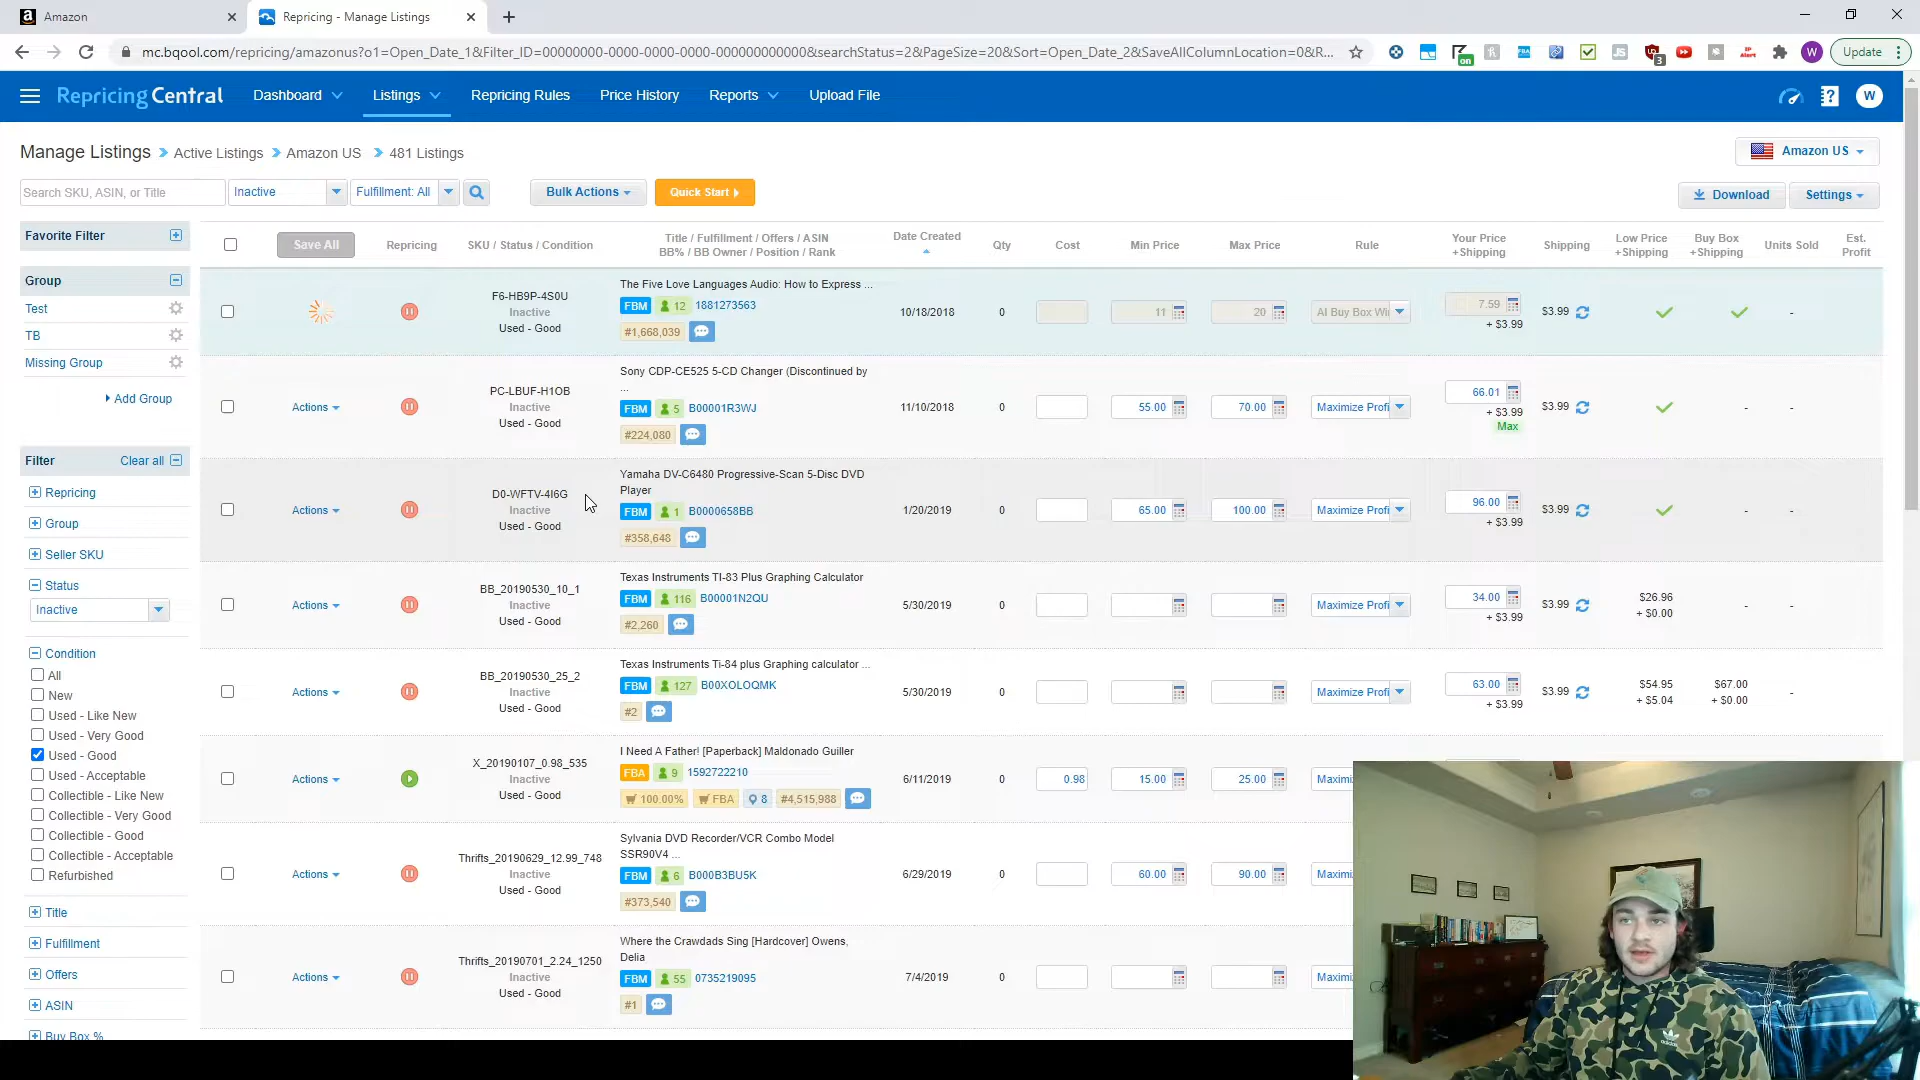 Amazon
Repricing - Manage Listings
mc.bqool.com/repricing/amazonus?o1=Open_Date_1&Filter_ID=00000000-0000-0000-0000-000000000000&searchStatus=2&PageSize=20&Sort=Open_Date_2&SaveAllColumnLocation=0&R...
Update
Repricing Central
Dashboard
Listings
Repricing Rules
Price History
Reports
Upload File
W
Manage Listings
Active Listings
Amazon US
481 Listings
Amazon US
Search SKU, ASIN, or Title
Inactive
Fulfillment: All
Bulk Actions
Quick Start
Download
Settings
Favorite Filter
Group
Test
TB
Missing Group
Add Group
Filter
Clear all
Repricing
Group
Seller SKU
Status
Inactive
Condition
All
New
Used - Like New
Used - Very Good
Used - Good
Used - Acceptable
Collectible - Like New
Collectible - Very Good
Collectible - Good
Collectible - Acceptable
Refurbished
Title
Fulfillment
Offers
ASIN
Buy Box %
Save All
Repricing
SKU / Status / Condition
Title / Fulfillment / Offers / ASIN
BB% / BB Owner / Position / Rank
Date Created
Qty
Cost
Min Price
Max Price
Rule
Your Price
+Shipping
Shipping
Low Price
+Shipping
Buy Box
+Shipping
Units Sold
Est.
Profit
F6-HB9P-4S0U
Inactive
Used - Good
The Five Love Languages Audio: How to Express ...
FBM 12 1881273563
#1,668,039
10/18/2018
0
11
20
AI Buy Box Wi
7.59
+ $3.99
$3.99
-
Actions
PC-LBUF-H1OB
Inactive
Used - Good
Sony CDP-CE525 5-CD Changer (Discontinued by
...
FBM 5 B00001R3WJ
#224,080
11/10/2018
0
55.00
70.00
Maximize Profi
66.01
+ $3.99
Max
$3.99
-
-
Actions
D0-WFTV-4I6G
Inactive
Used - Good
Yamaha DV-C6480 Progressive-Scan 5-Disc DVD
Player
FBM 1 B0000658BB
#358,648
1/20/2019
0
65.00
100.00
Maximize Profi
96.00
+ $3.99
$3.99
-
-
Actions
BB_20190530_10_1
Inactive
Used - Good
Texas Instruments TI-83 Plus Graphing Calculator
FBM 116 B00001N2QU
#2,260
5/30/2019
0
Maximize Profi
34.00
+ $3.99
$3.99
$26.96
+ $0.00
-
-
Actions
BB_20190530_25_2
Inactive
Used - Good
Texas Instruments Ti-84 plus Graphing calculator ...
FBM 127 B00XOLOQMK
#2
5/30/2019
0
Maximize Profi
63.00
+ $3.99
$3.99
$54.95
+ $5.04
$67.00
+ $0.00
-
Actions
X_20190107_0.98_535
Inactive
Used - Good
I Need A Father! [Paperback] Maldonado Guiller
FBA 9 1592722210
100.00% FBA 8 #4,515,988
6/11/2019
0
0.98
15.00
25.00
Maximi
Actions
Thrifts_20190629_12.99_748
Inactive
Used - Good
Sylvania DVD Recorder/VCR Combo Model
SSR90V4 ...
FBM 6 B000B3BU5K
#373,540
6/29/2019
0
60.00
90.00
Maximi
Actions
Thrifts_20190701_2.24_1250
Inactive
Used - Good
Where the Crawdads Sing [Hardcover] Owens,
Delia
FBM 55 0735219095
#1
7/4/2019
0
Maximi